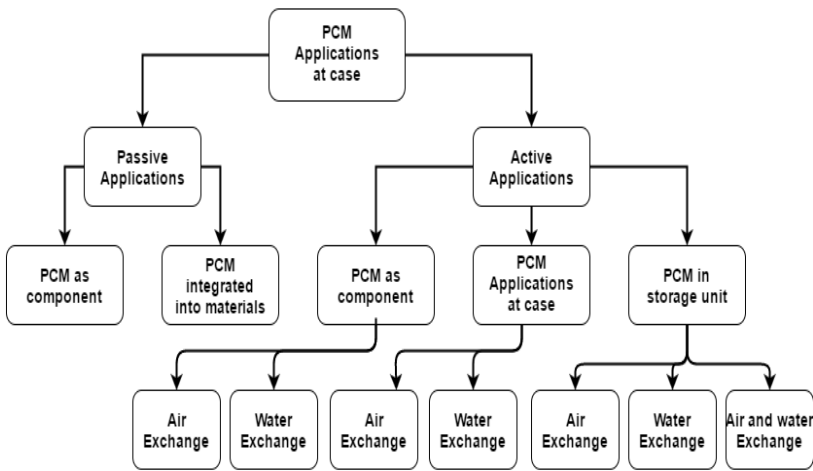 PCM
Applications
at case
Passive
Applications
Active
Applications
PCM as
component
PCM
integrated
into materials
PCM as
component
PCM
Applications
at case
PCM in
storage unit
Air
Exchange
Water
Exchange
Air
Exchange
Water
Exchange
Air
Exchange
Water
Exchange
Air and water
Exchange